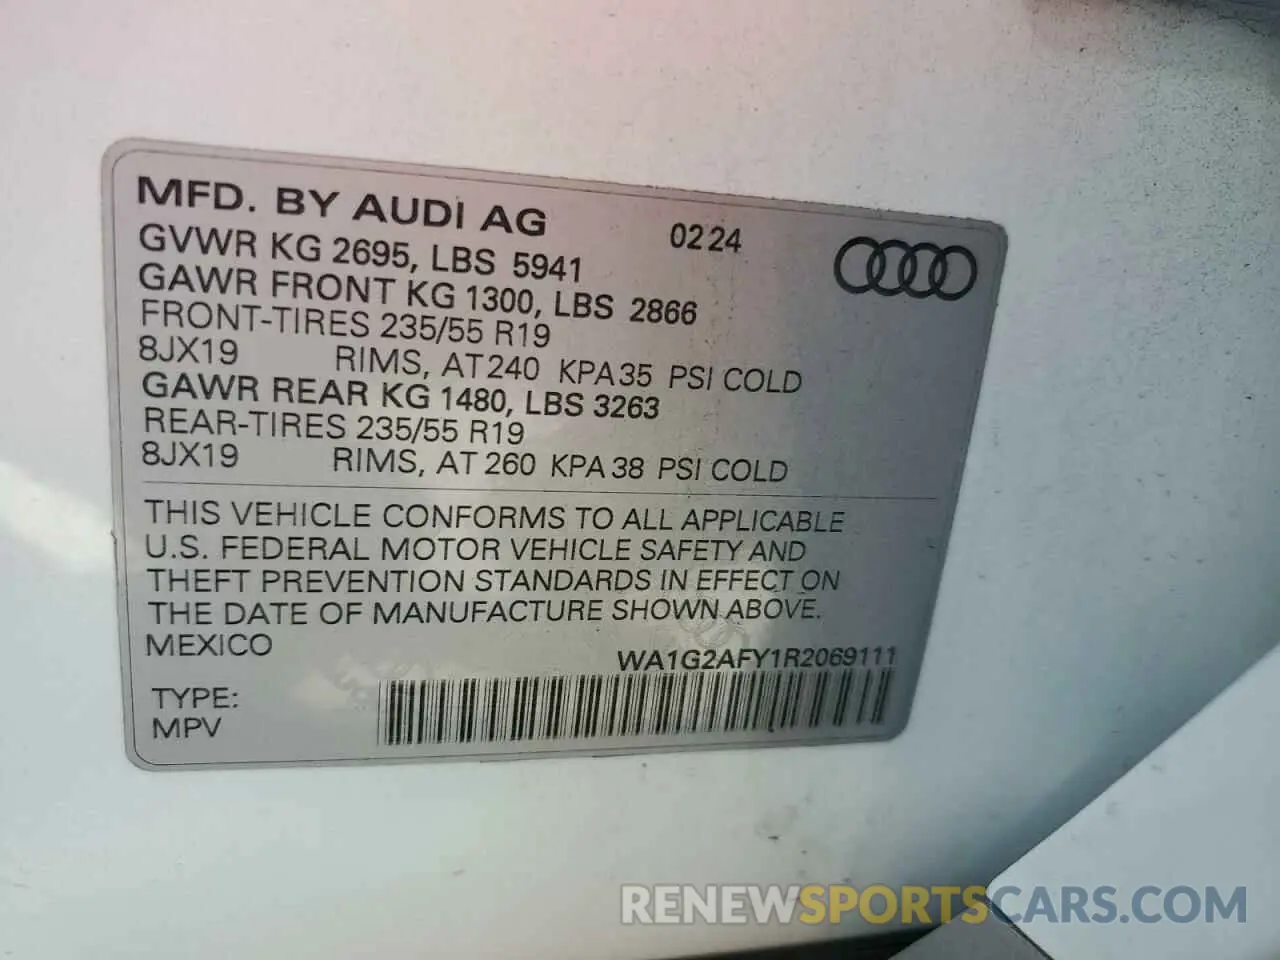 MFD. BY AUDI AG 02 24
GVWR KG 2695, LBS 5941
GAWR FRONT KG 1300, LBS 2866
FRONT-TIRES 235/55 R19
8JX19 RIMS, AT 240 KPA 35 PSI COLD
GAWR REAR KG 1480, LBS 3263
REAR-TIRES 235/55 R19
8JX19 RIMS, AT 260 KPA 38 PSI COLD
THIS VEHICLE CONFORMS TO ALL APPLICABLE
U.S. FEDERAL MOTOR VEHICLE SAFETY AND
THEFT PREVENTION STANDARDS IN EFFECT ON
THE DATE OF MANUFACTURE SHOWN ABOVE.
MEXICO
WA1G2AFY1R2069111
TYPE:
MPV
RENEWSPORTSCARS.COM